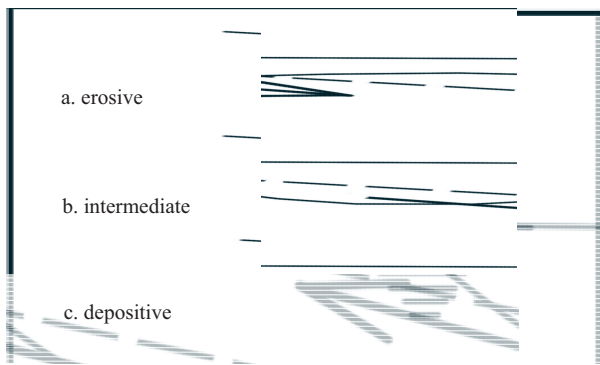 a. erosive
b. intermediate
c. depositive